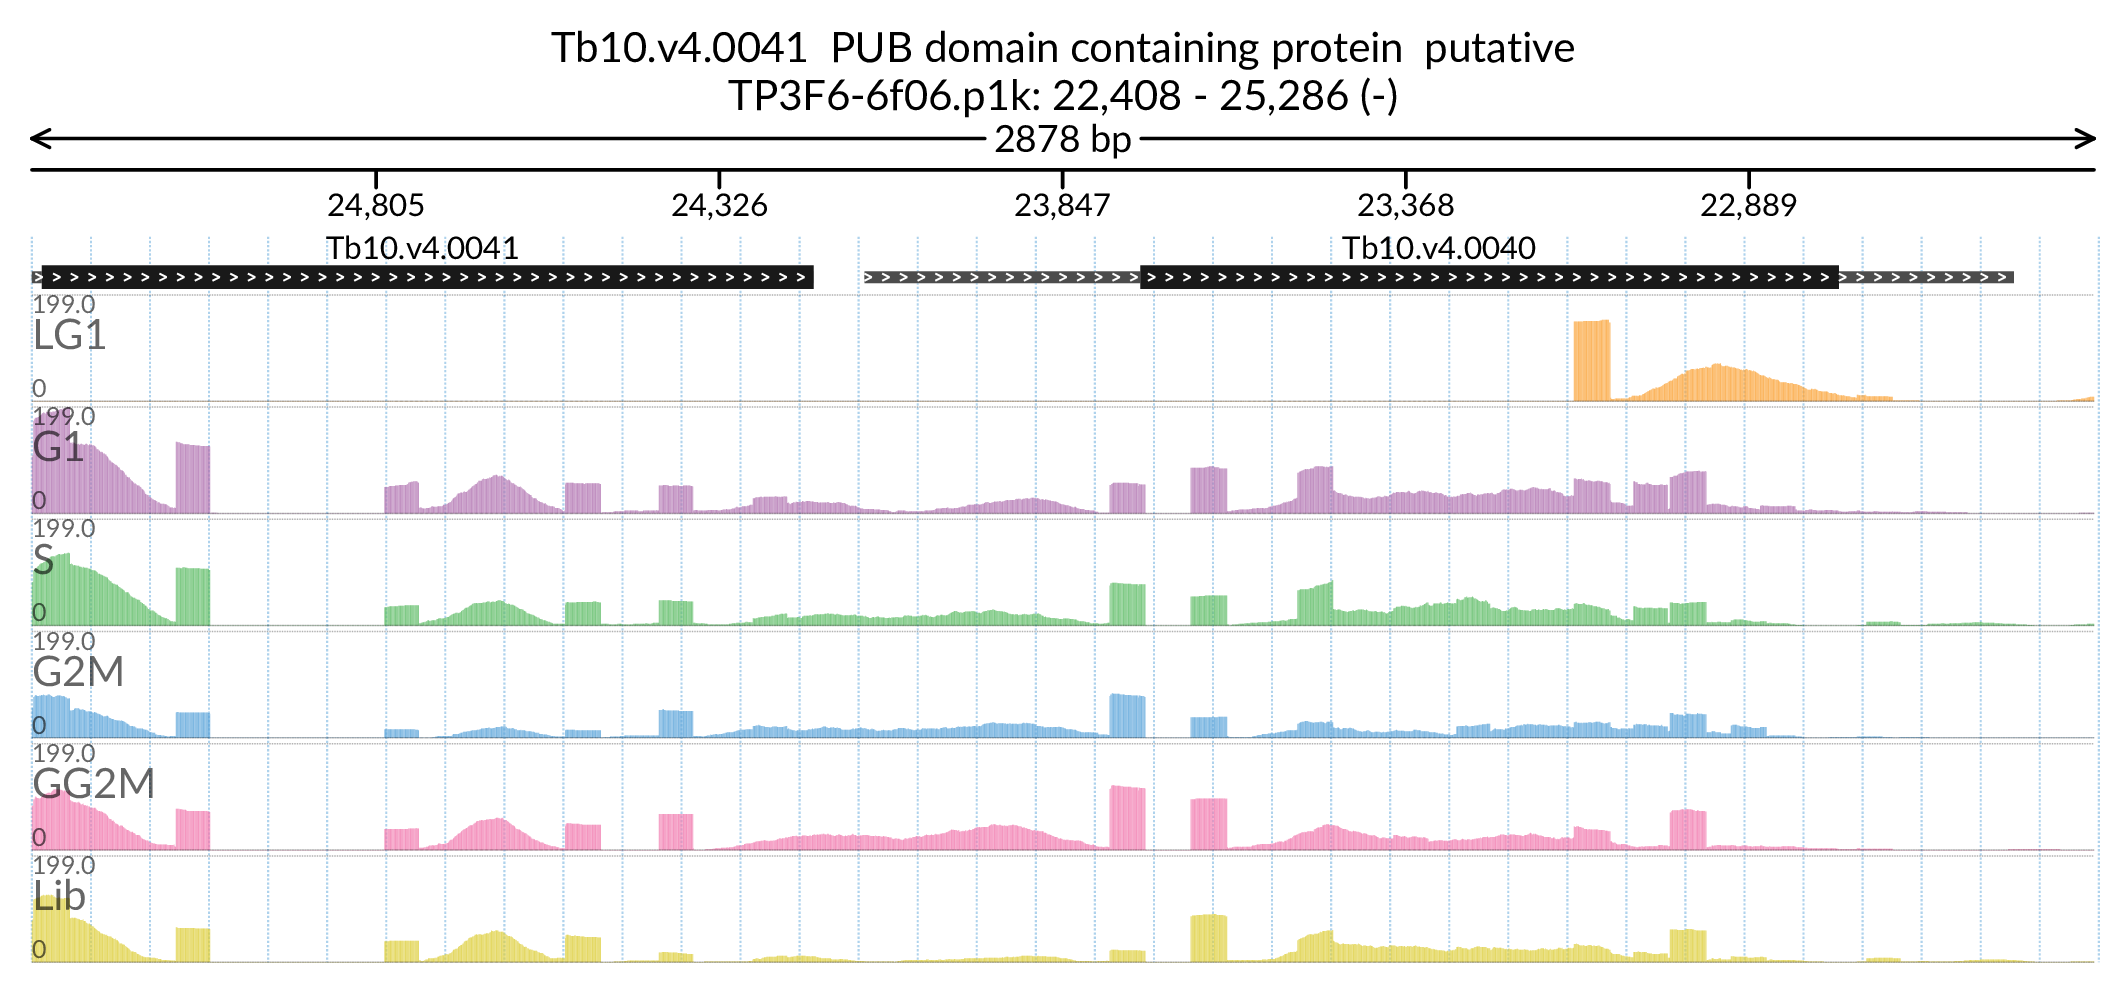 Tb10.v4.0041  PUB domain containing protein  putative
TP3F6-6f06.p1k: 22,408 - 25,286 (-)
2878 bp
24,805 24,326 23,847 23,368 22,889
Tb10.v4.0041 Tb10.v4.0040
199.0
LG1
0
199.0
G1
0
199.0
S
0
199.0
G2M
0
199.0
GG2M
0
199.0
Lib
0